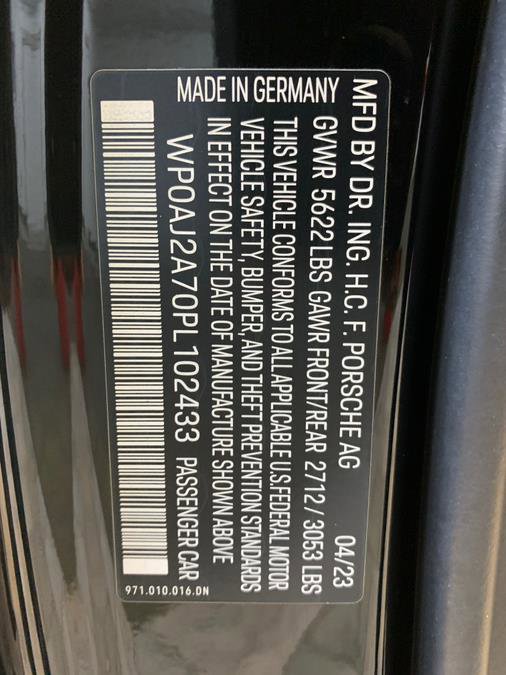 MFD BY DR. ING. H.C. F. PORSCHE AG 04/23
GVWR 5622 LBS GAWR FRONT/REAR 2712 / 3053 LBS
THIS VEHICLE CONFORMS TO ALL APPLICABLE U.S.FEDERAL MOTOR
VEHICLE SAFETY, BUMPER, AND THEFT PREVENTION STANDARDS
IN EFFECT ON THE DATE OF MANUFACTURE SHOWN ABOVE
MADE IN GERMANY WP0AJ2A70PL102433 PASSENGER CAR
971.010.016.DN